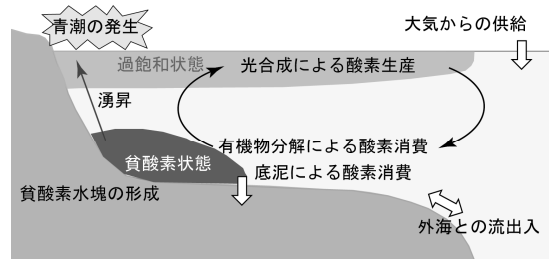 青潮の発生
大気からの供給
過飽和状態
光合成による酸素生産
湧昇
有機物分解による酸素消費
貧酸素状態
底泥による酸素消費
貧酸素水塊の形成
外海との流出入